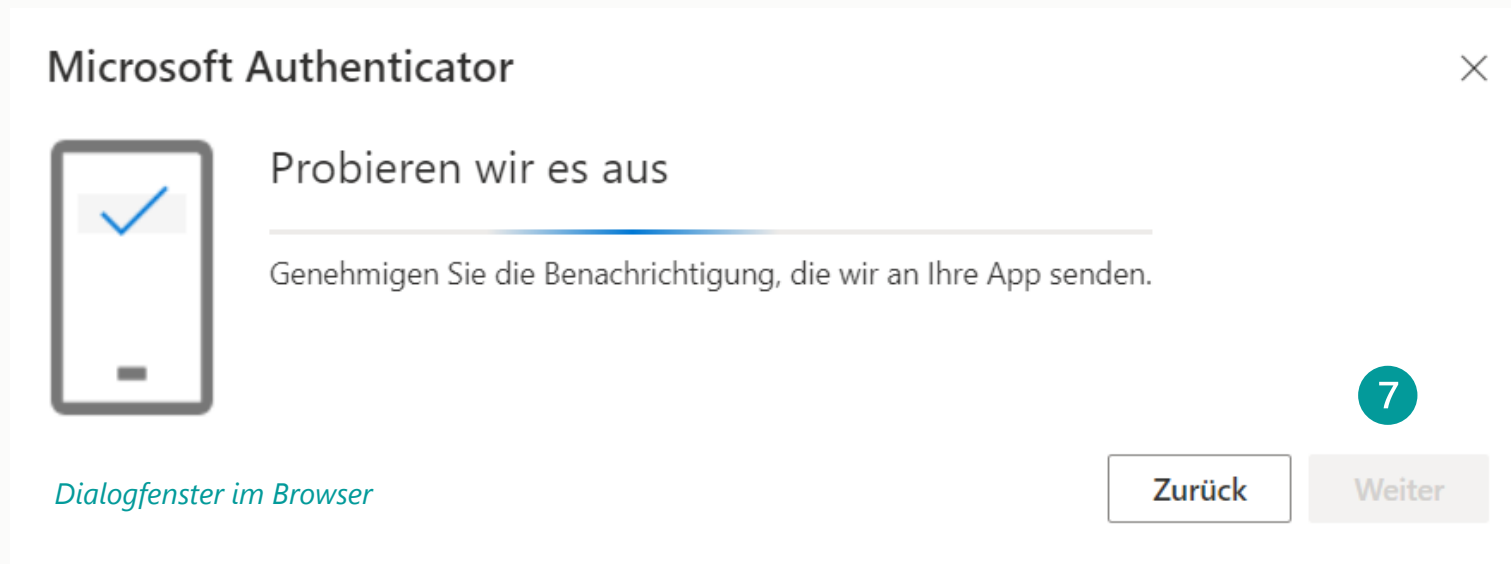 Microsoft Authenticator
Probieren wir es aus
Genehmigen Sie die Benachrichtigung, die wir an Ihre App senden.
7
Dialogfenster im Browser
Zurück
Weiter